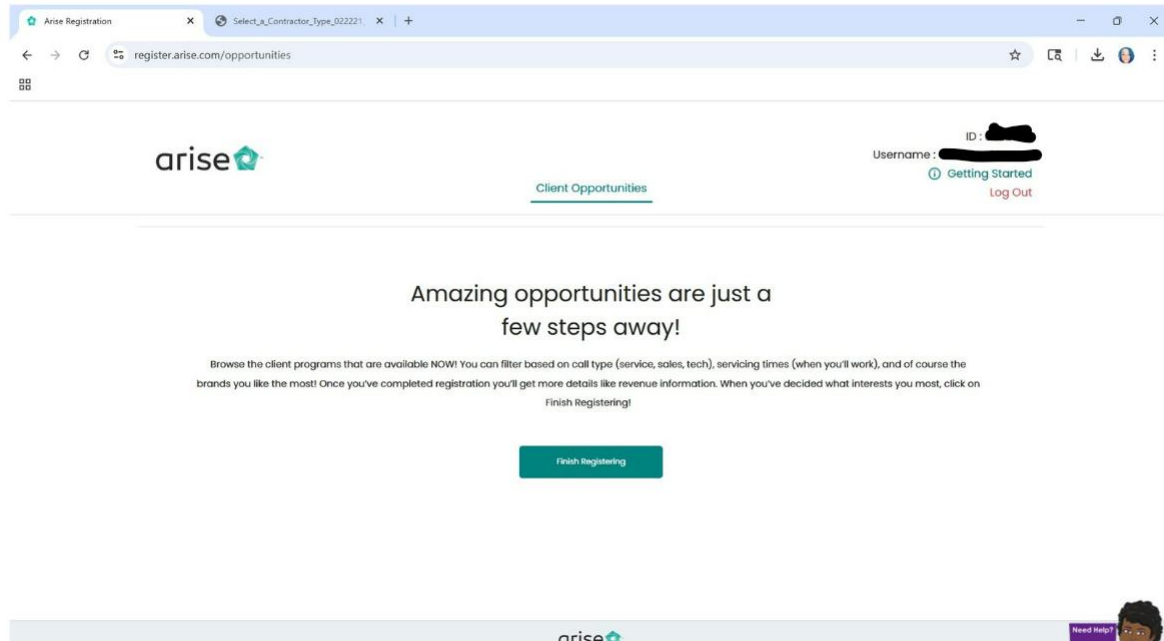 Arise Registration
Select_a_Contractor_Type_022221
register.arise.com/opportunities
arise
ID :
Username :
Getting Started
Log Out
Client Opportunities
Amazing opportunities are just a
few steps away!
Browse the client programs that are available NOW! You can filter based on call type (service, sales, tech), servicing times (when you'll work), and of course the
brands you like the most! Once you've completed registration you'll get more details like revenue information. When you've decided what interests you most, click on
Finish Registering!
Finish Registering
arise
Need Help?